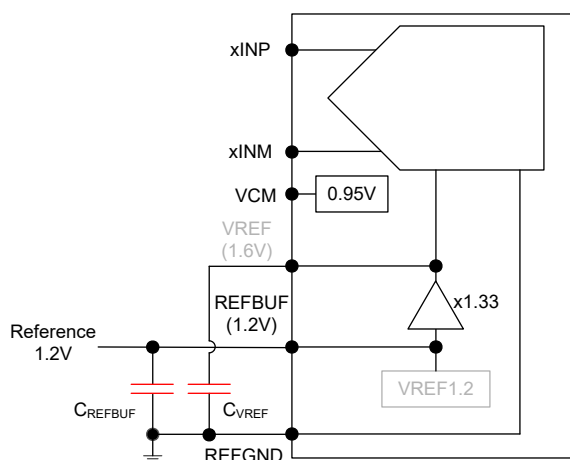 xINP
xINM
VCM
0.95V
VREF
(1.6V)
REFBUF
(1.2V)
x1.33
Reference
1.2V
VREF1.2
CREFBUF
CVREF
REFGND